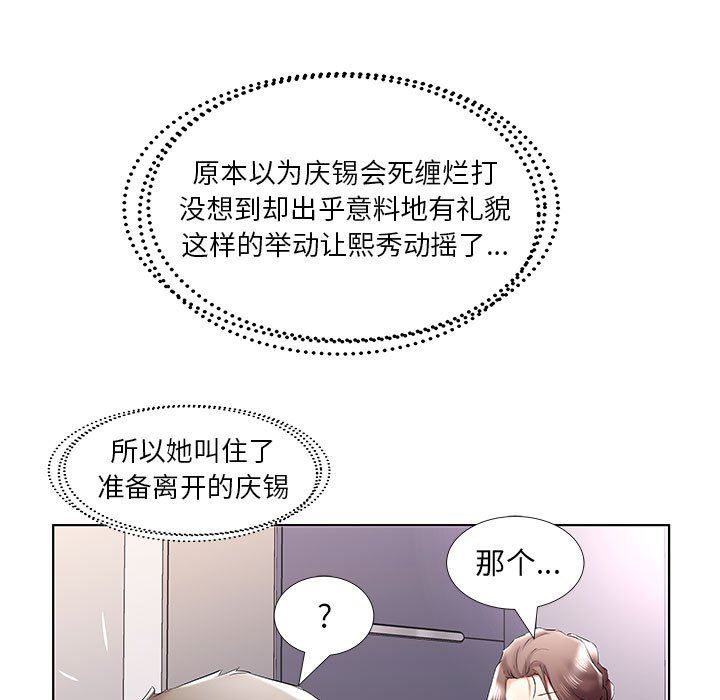 原本以为庆锡会死缠烂打
没想到却出乎意料地有礼貌
这样的举动让熙秀动摇了...
所以她叫住了
准备离开的庆锡
那个...
?